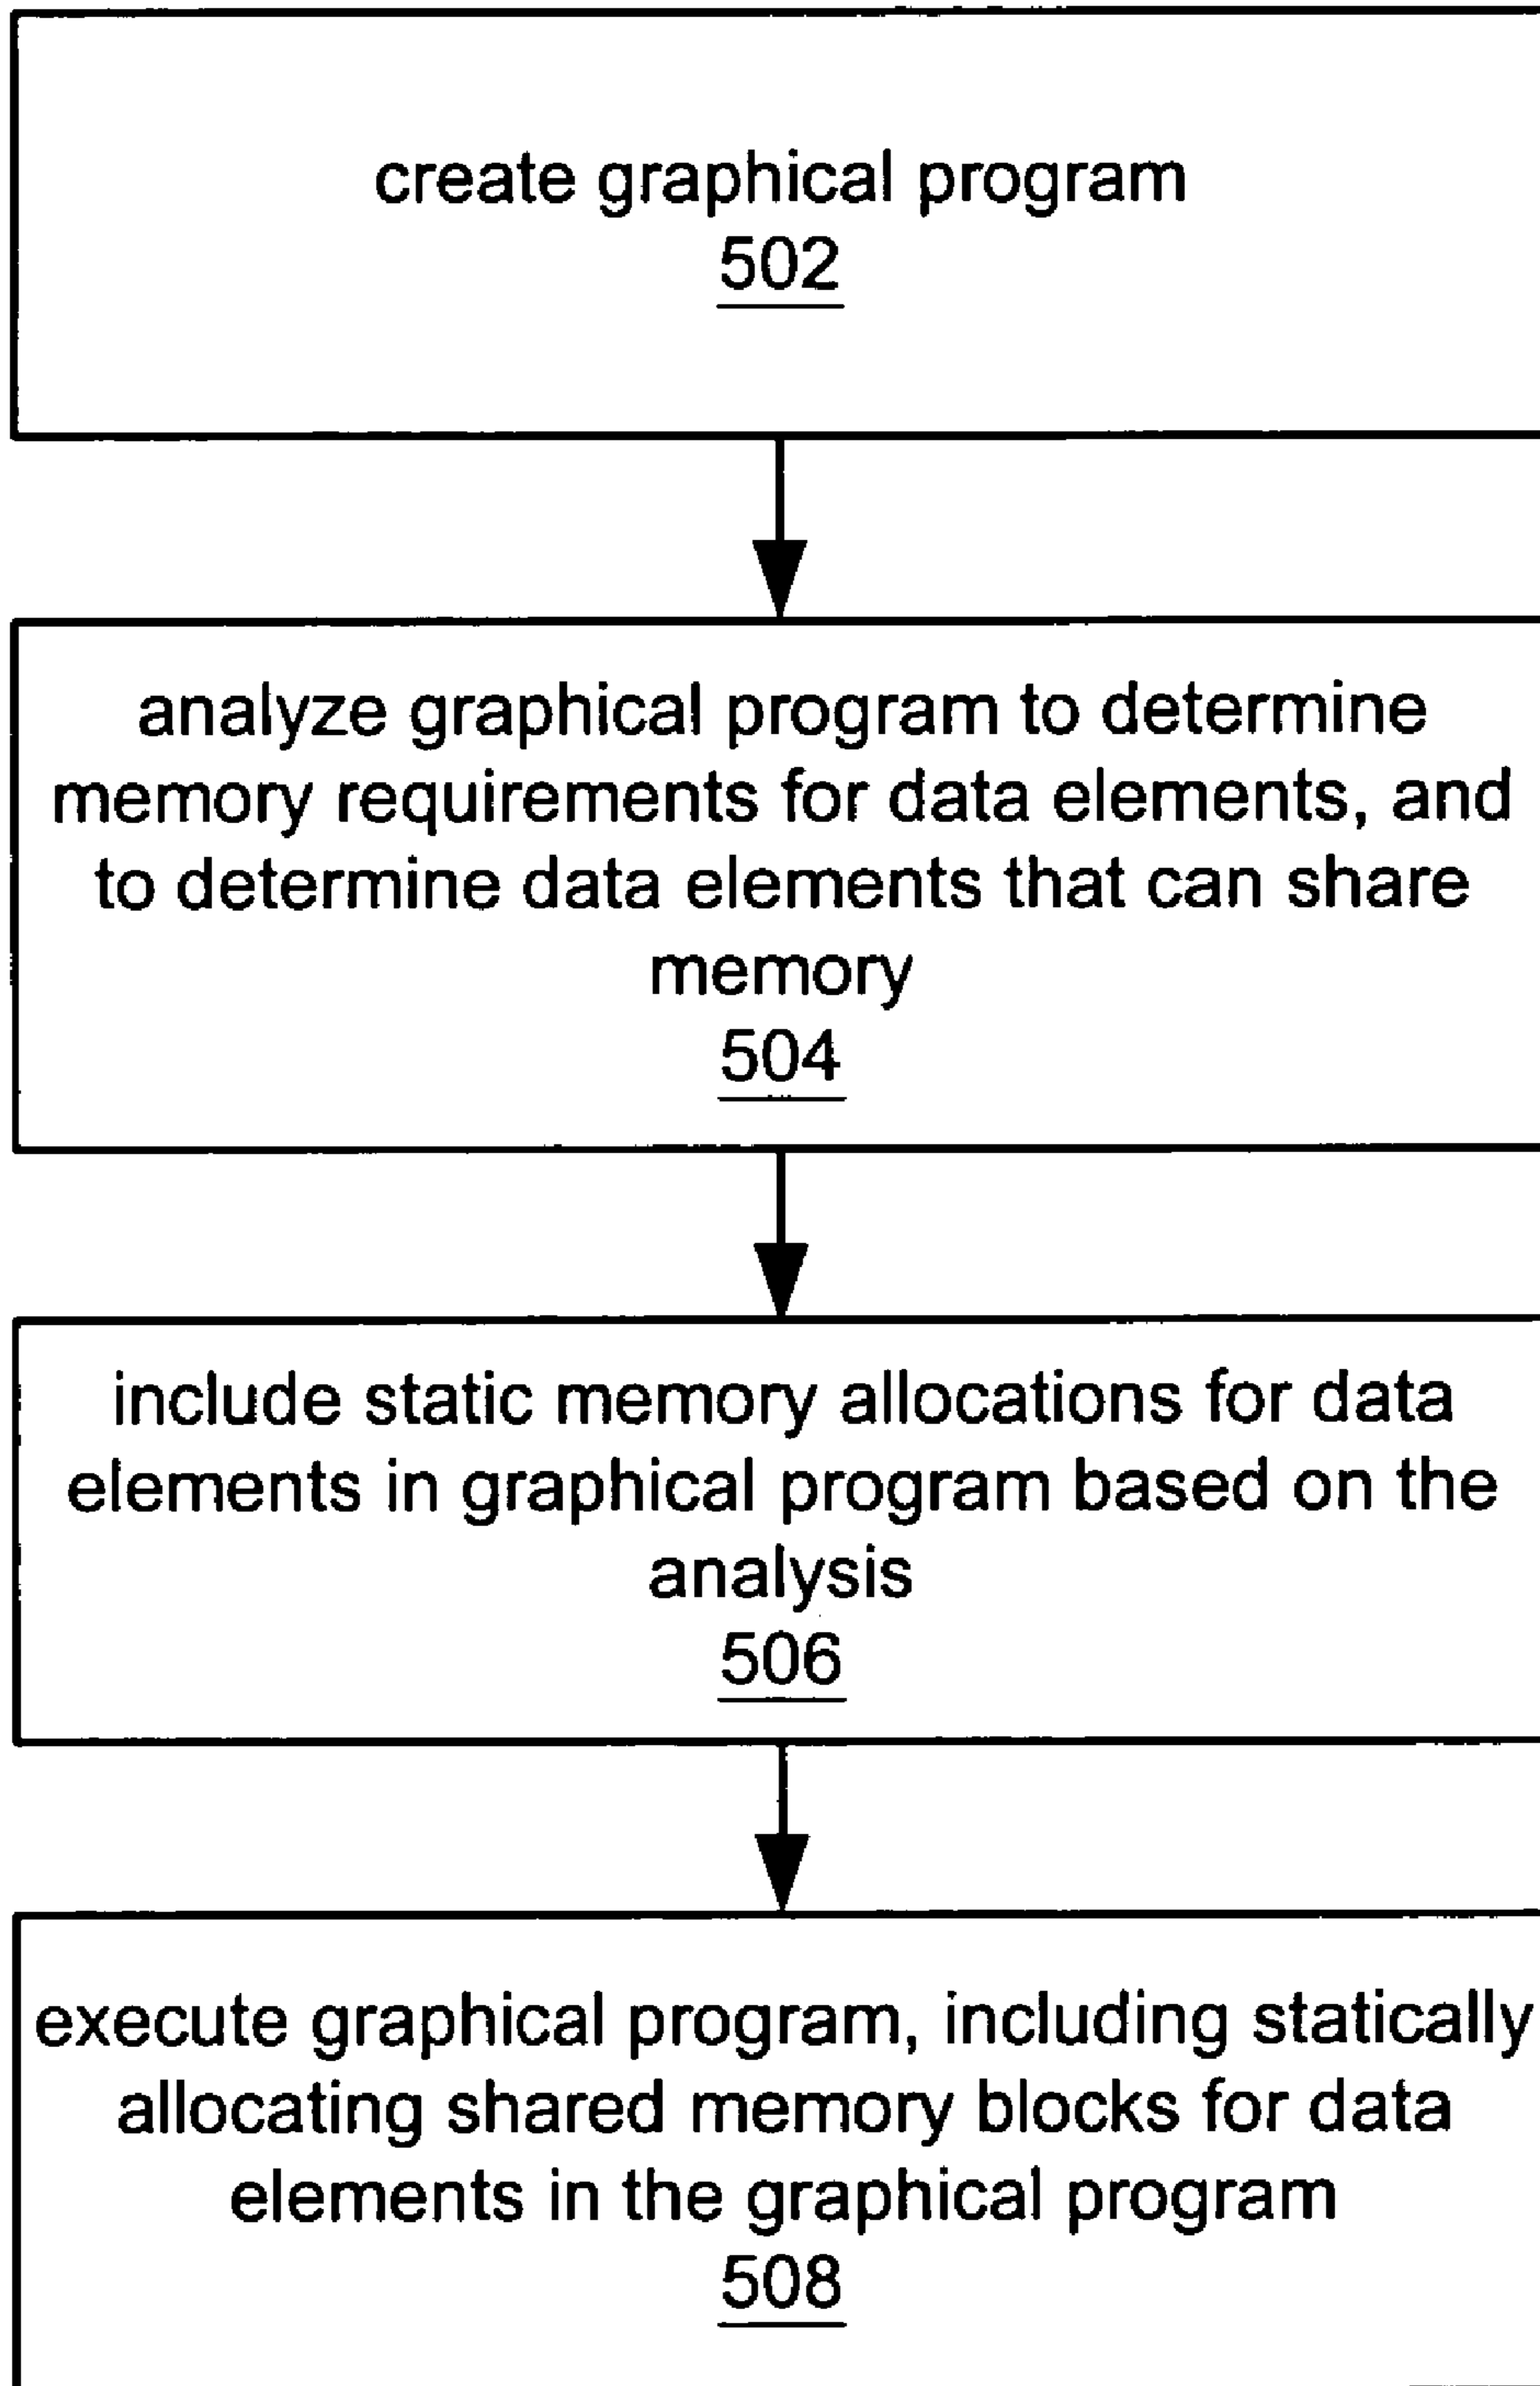 create graphical program
502
analyze graphical program to determine
memory requirements for data elements, and
to determine data elements that can share
memory
504
include static memory allocations for data
elements in graphical program based on the
analysis
506
execute graphical program, including statically
allocating shared memory blocks for data
elements in the graphical program
508